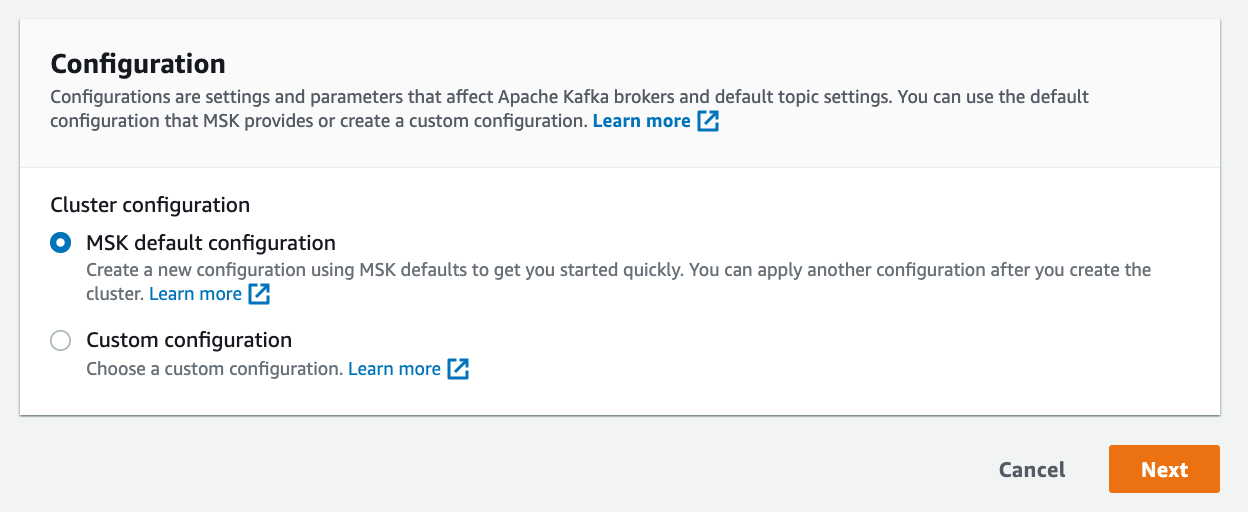 Configuration
Configurations are settings and parameters that affect Apache Kafka brokers and default topic settings. You can use the default
configuration that MSK provides or create a custom configuration. Learn more
Cluster configuration
MSK default configuration
Create a new configuration using MSK defaults to get you started quickly. You can apply another configuration after you create the
cluster. Learn more
Custom configuration
Choose a custom configuration. Learn more
Cancel Next